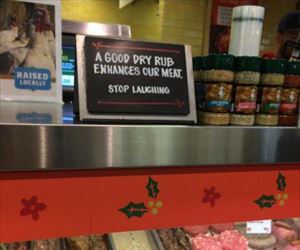 A GOOD DRY RUB
ENHANCES OUR MEAT.
STOP LAUGHING
RAISED
LOCALLY